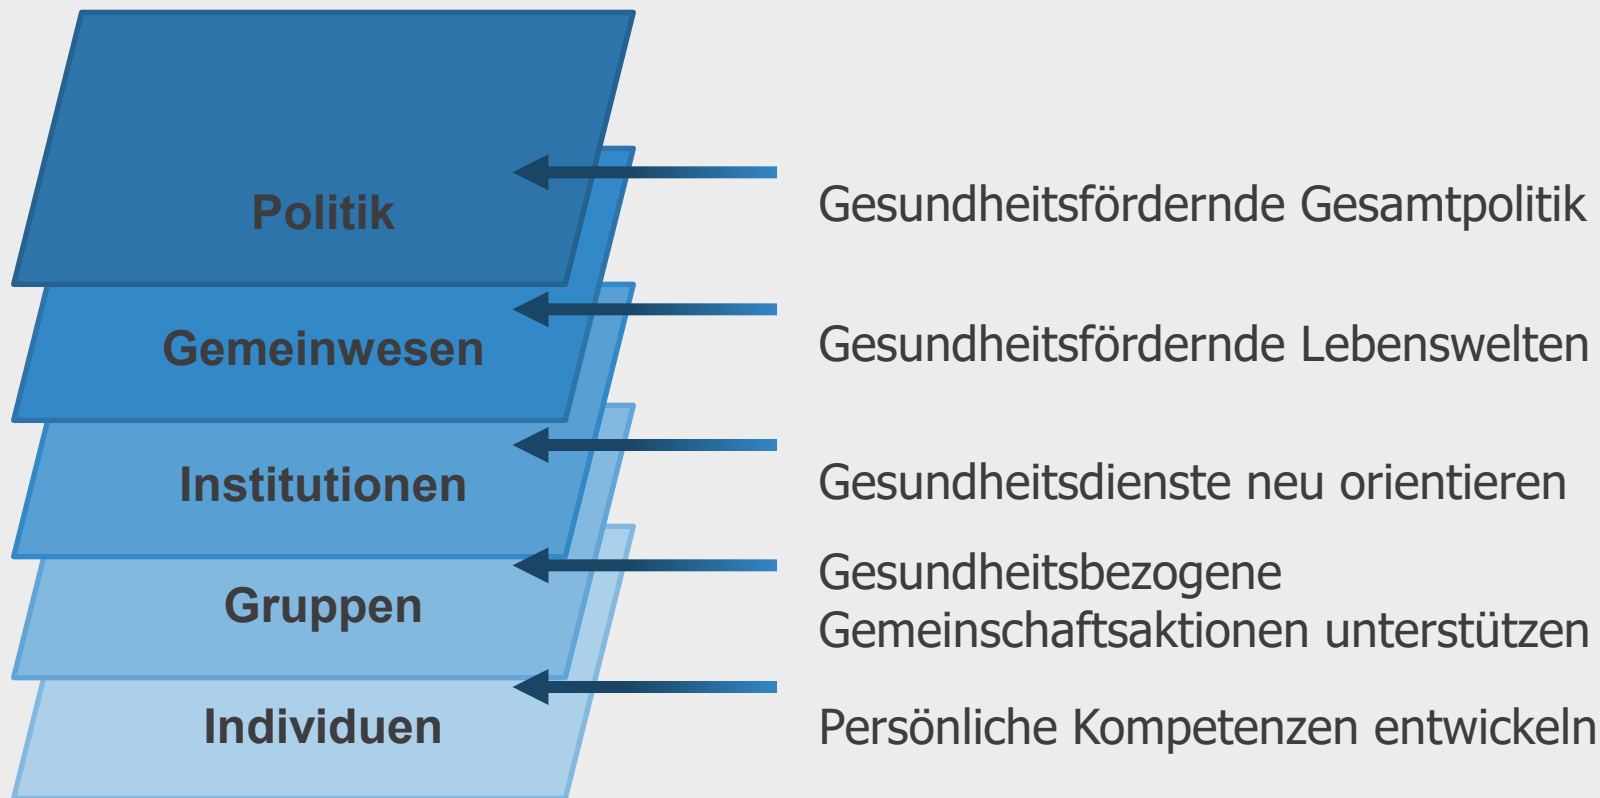 Politik
Gesundheitsfördernde Gesamtpolitik
Gemeinwesen
Gesundheitsfördernde Lebenswelten
Institutionen
Gesundheitsdienste neu orientieren
Gruppen
Gesundheitsbezogene
Gemeinschaftsaktionen unterstützen
Individuen
Persönliche Kompetenzen entwickeln